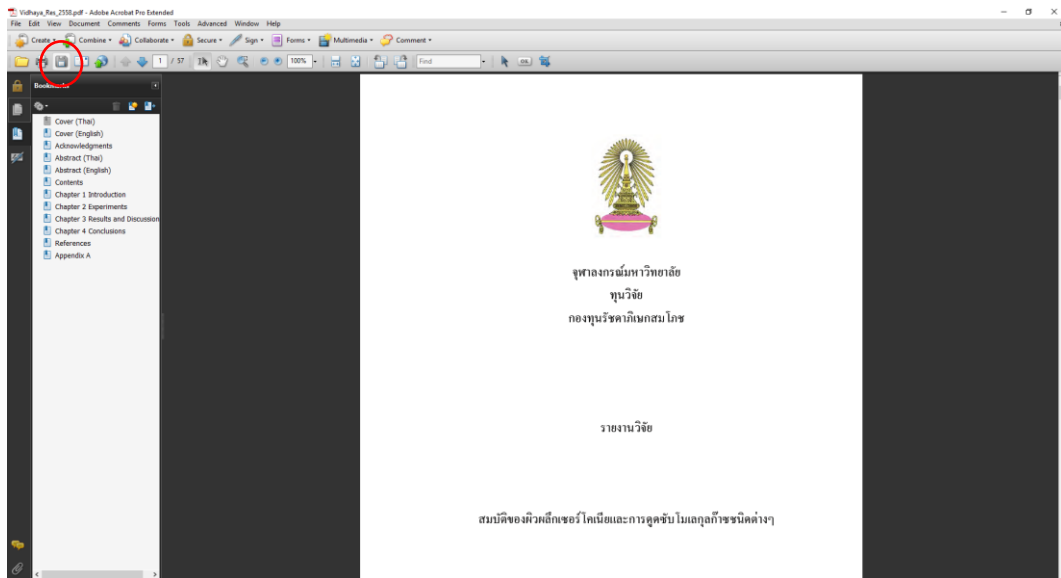 Vidhaya_Res_2558.pdf - Adobe Acrobat Pro Extended
File Edit View Document Comments Forms Tools Advanced Window Help
Create Combine Collaborate Secure Sign Forms Multimedia Comment
1 / 57 100% Find
Bookmarks
Cover (Thai)
Cover (English)
Acknowledgments
Abstract (Thai)
Abstract (English)
Contents
Chapter 1 Introduction
Chapter 2 Experiments
Chapter 3 Results and Discussion
Chapter 4 Conclusions
References
Appendix A
จุฬาลงกรณ์มหาวิทยาลัย
ทุนวิจัย
กองทุนรัชดาภิเษกสมโภช
รายงานวิจัย
สมบัติของผิวผลึกเซอร์โคเนียและการดูดซับโมเลกุลก๊าซชนิดต่างๆ